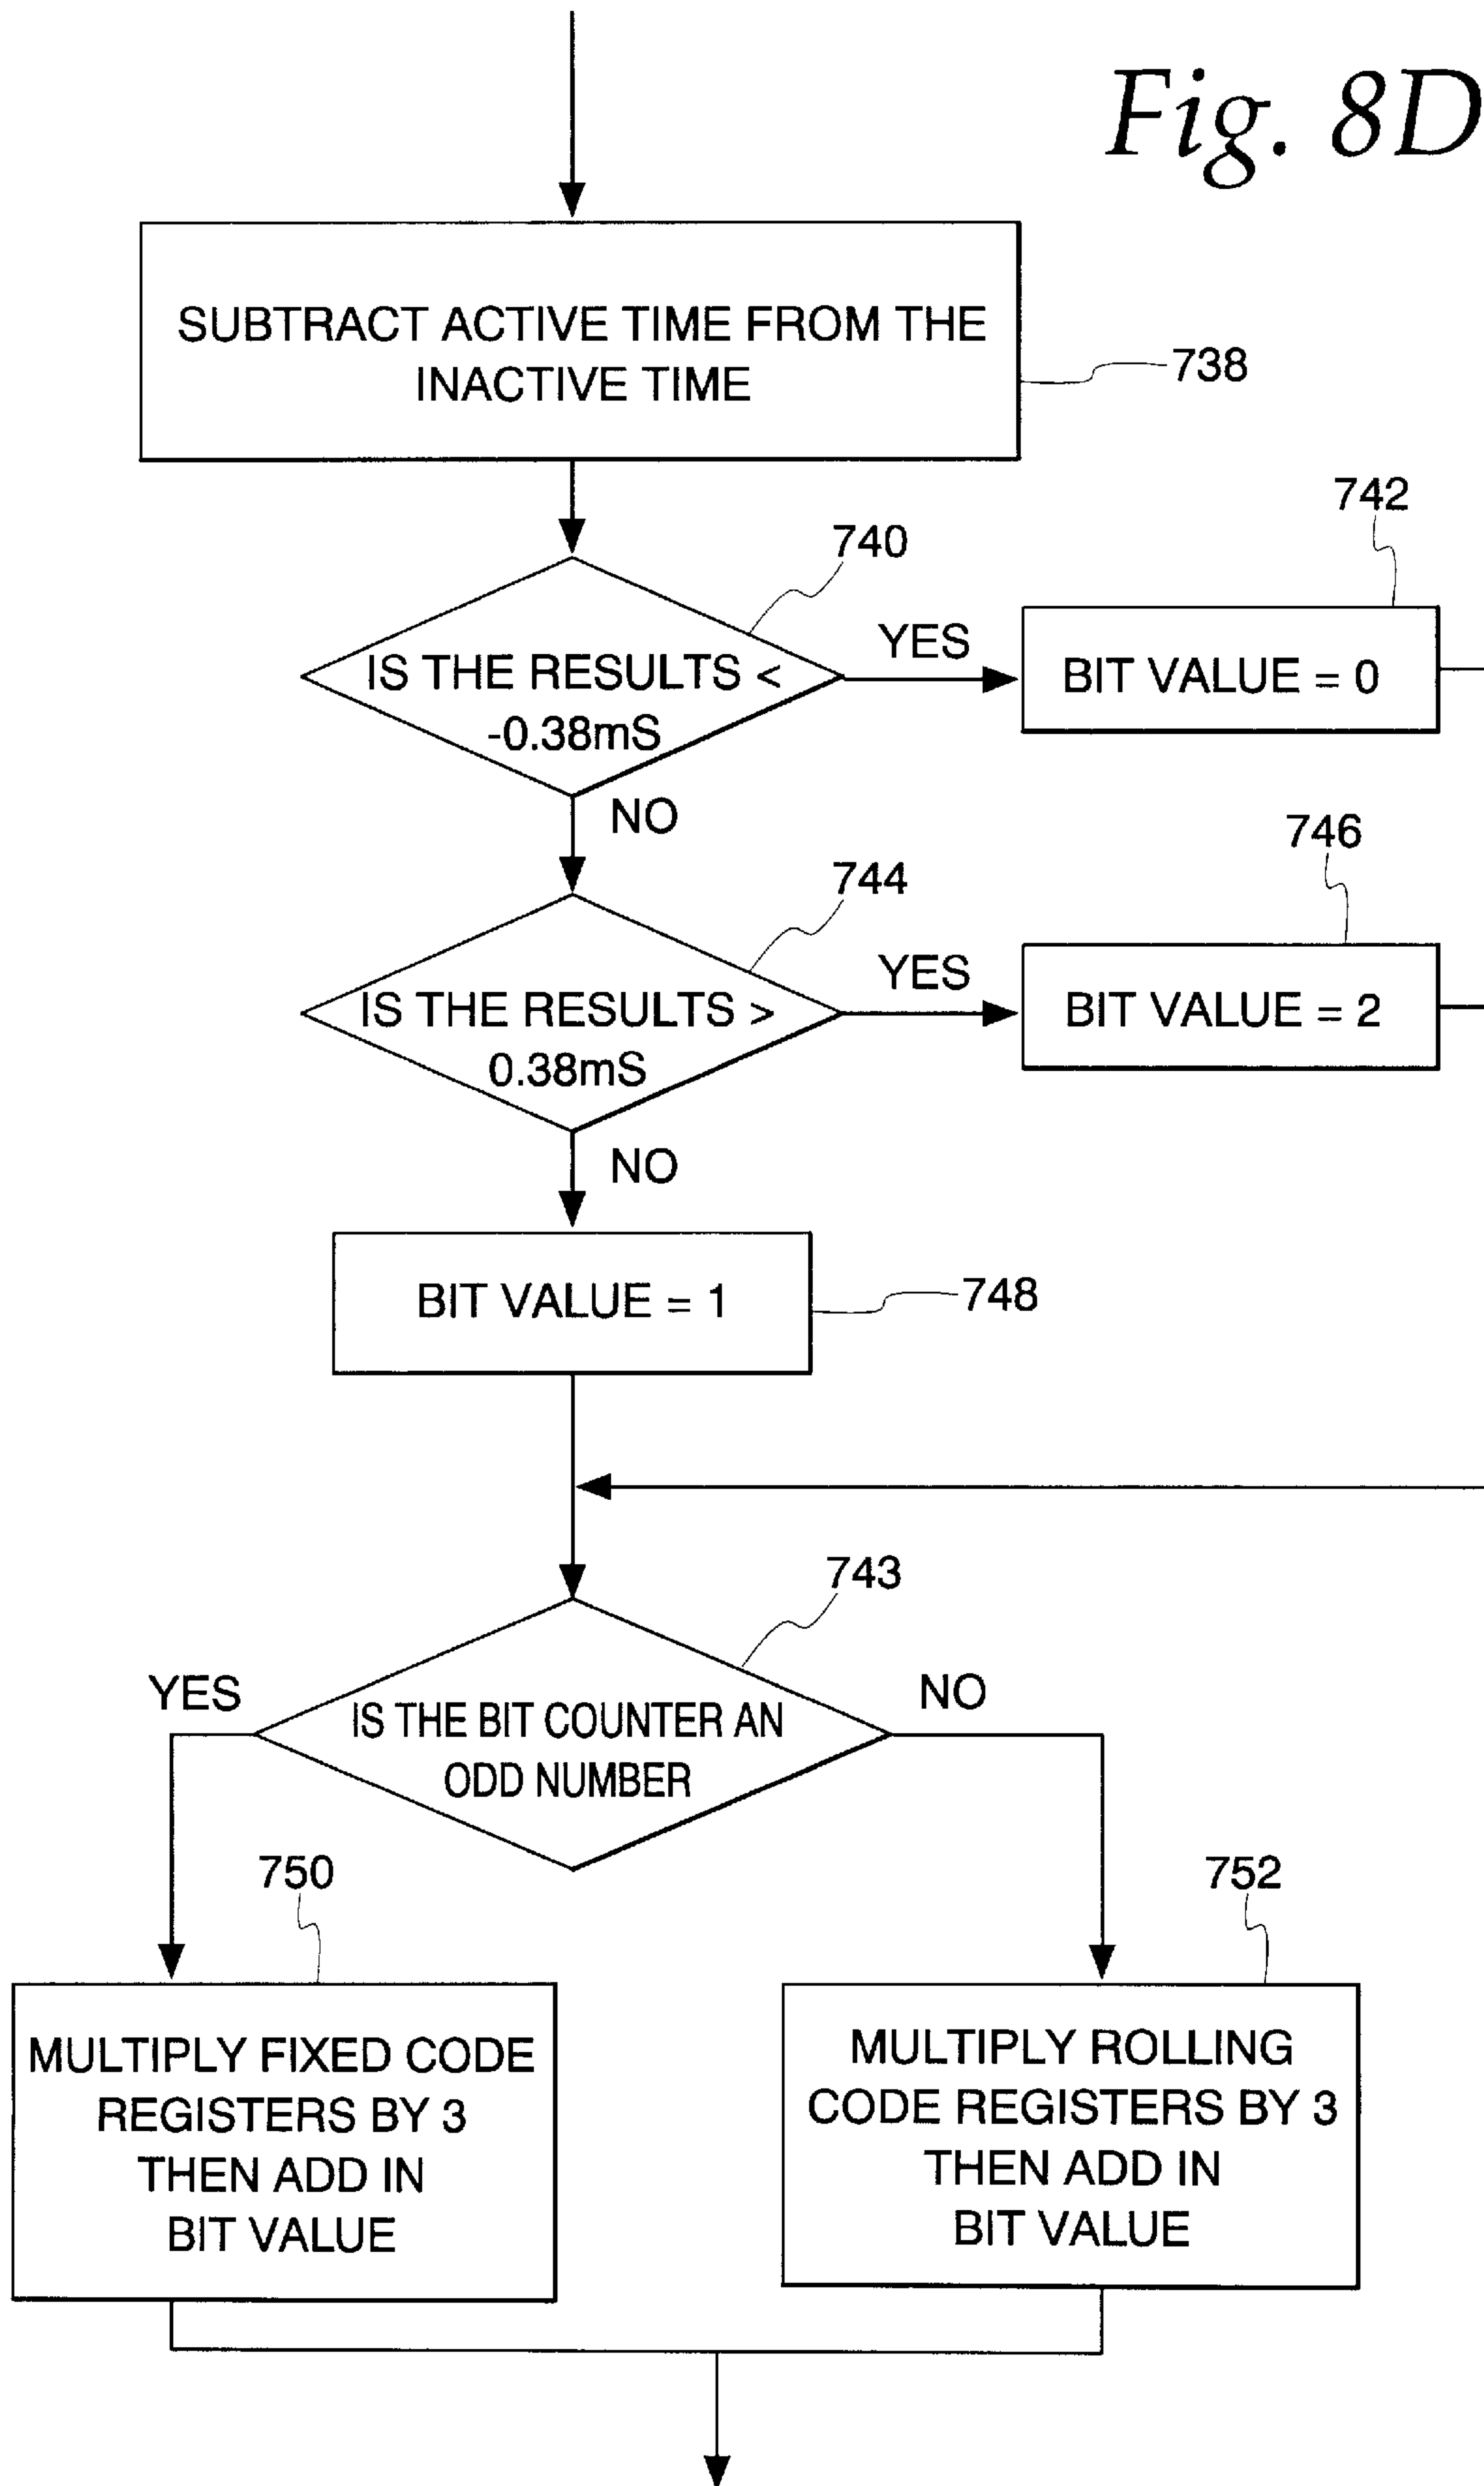 Fig. 8D
SUBTRACT ACTIVE TIME FROM THE
INACTIVE TIME
738
740
742
IS THE RESULTS <
-0.38mS
YES
BIT VALUE = 0
NO
744
746
IS THE RESULTS >
0.38mS
YES
BIT VALUE = 2
NO
BIT VALUE = 1
748
743
YES
IS THE BIT COUNTER AN
ODD NUMBER
NO
750
752
MULTIPLY FIXED CODE
REGISTERS BY 3
THEN ADD IN
BIT VALUE
MULTIPLY ROLLING
CODE REGISTERS BY 3
THEN ADD IN
BIT VALUE